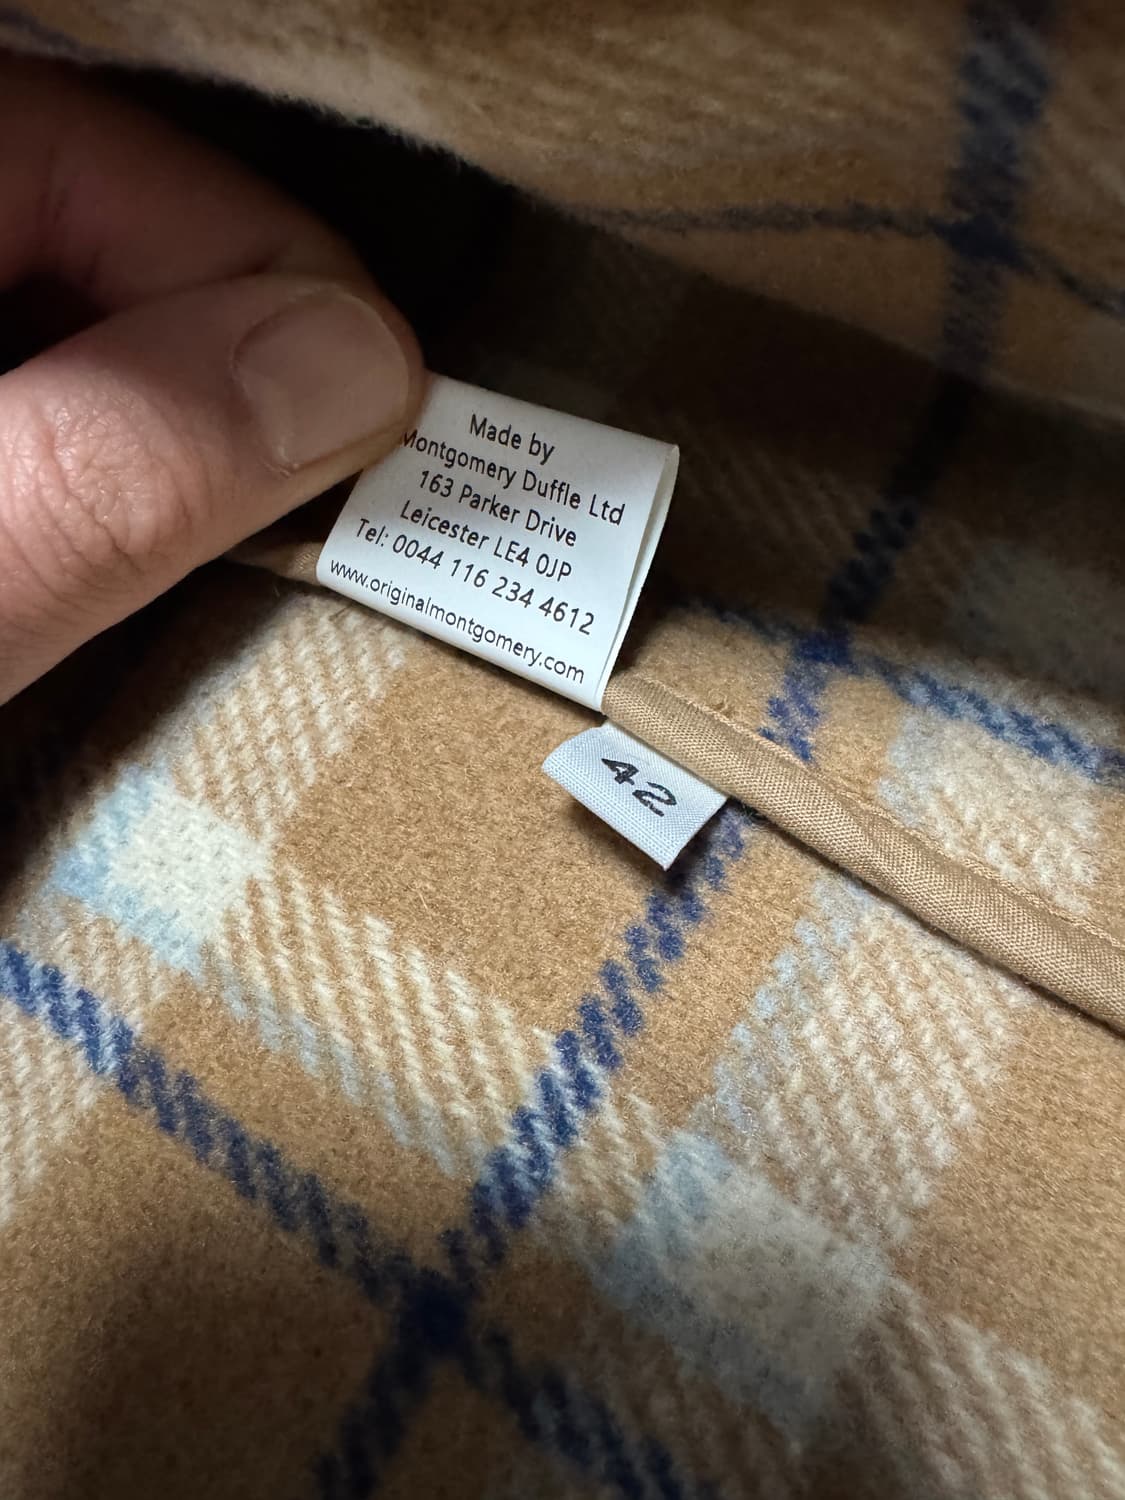 Made by
Montgomery Duffle Ltd
163 Parker Drive
Leicester LE4 0JP
Tel: 0044 116 234 4612
www.originalmontgomery.com
42